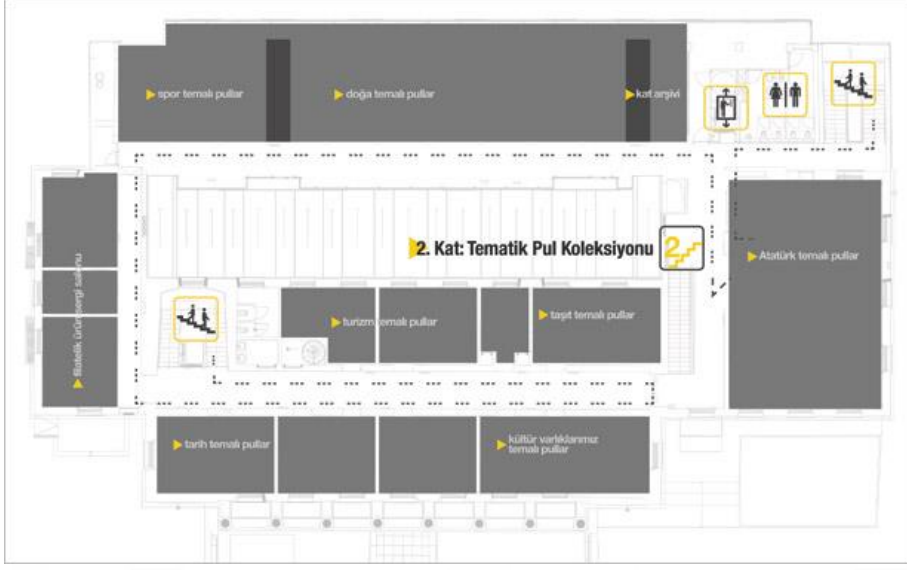 spor temalı pullar
doğa temalı pullar
kat arşivi
2. Kat: Tematik Pul Koleksiyonu
2
Atatürk temalı pullar
filatelik ürün sergi salonu
turizm temalı pullar
taşıt temalı pullar
tarih temalı pullar
kültür varlıklarımız
temalı pullar